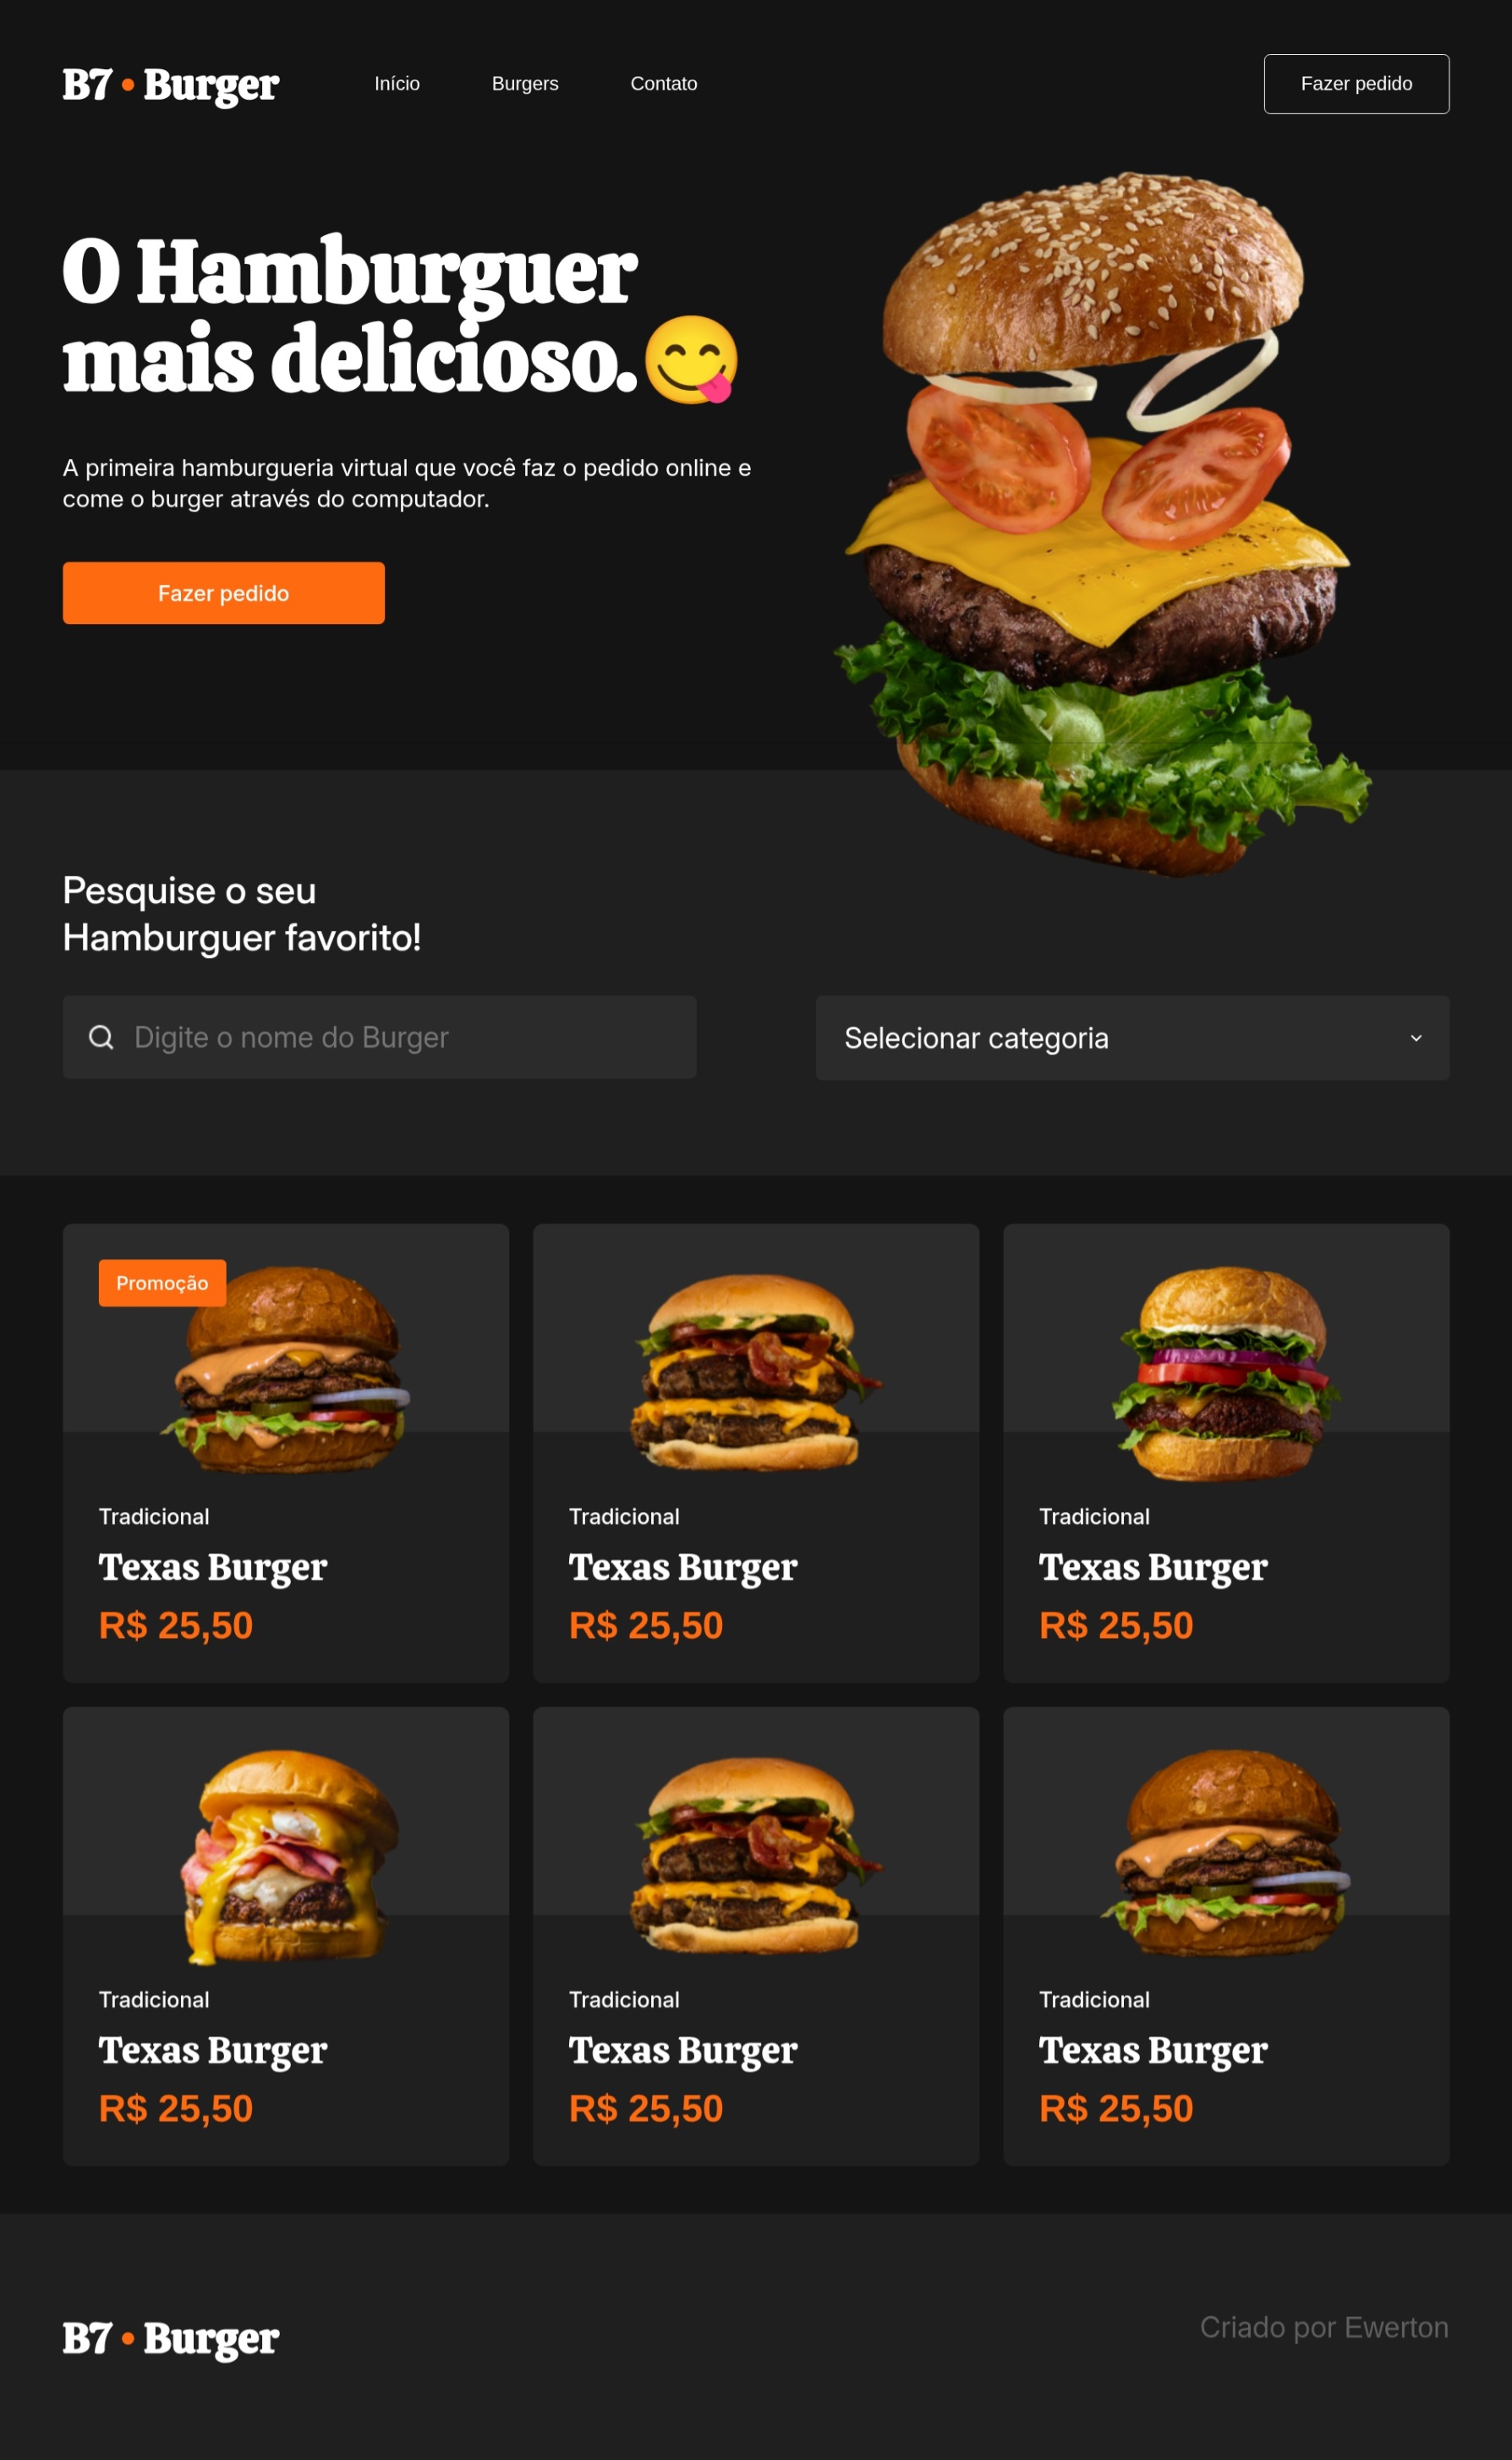 B7 • Burger
Início
Burgers
Contato
Fazer pedido
O Hamburguer
mais delicioso.😋
A primeira hamburgueria virtual que você faz o pedido online e
come o burger através do computador.
Fazer pedido
Pesquise o seu
Hamburguer favorito!
Digite o nome do Burger
Selecionar categoria
Promoção
Tradicional
Texas Burger
R$ 25,50
Tradicional
Texas Burger
R$ 25,50
Tradicional
Texas Burger
R$ 25,50
Tradicional
Texas Burger
R$ 25,50
Tradicional
Texas Burger
R$ 25,50
Tradicional
Texas Burger
R$ 25,50
B7 • Burger
Criado por Ewerton